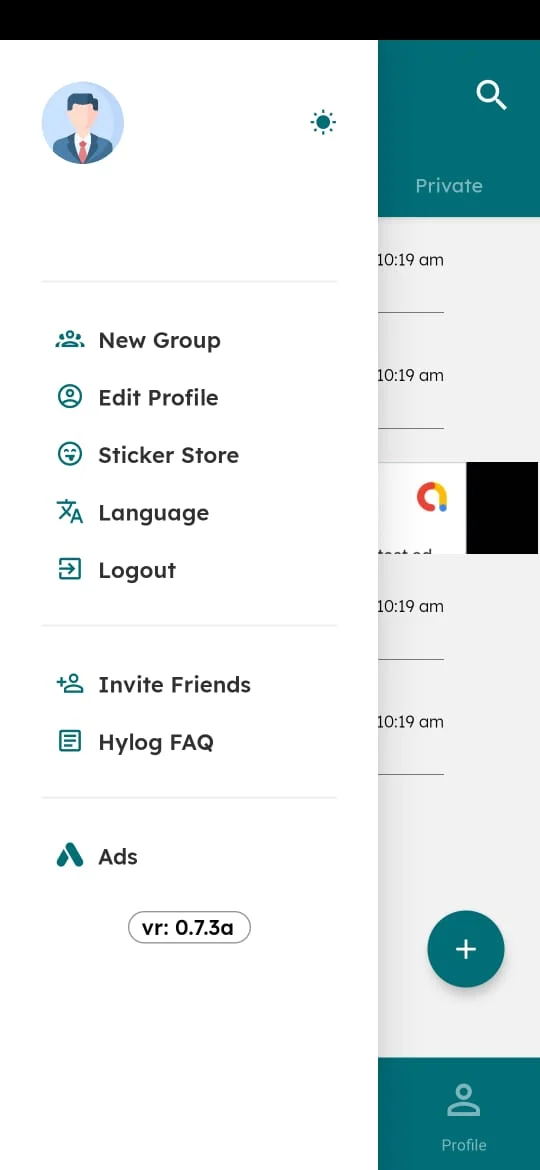 Private
10:19 am
New Group
10:19 am
Edit Profile
Sticker Store
Language
Logout
10:19 am
Invite Friends
10:19 am
Hylog FAQ
Ads
vr: 0.7.3a
Profile